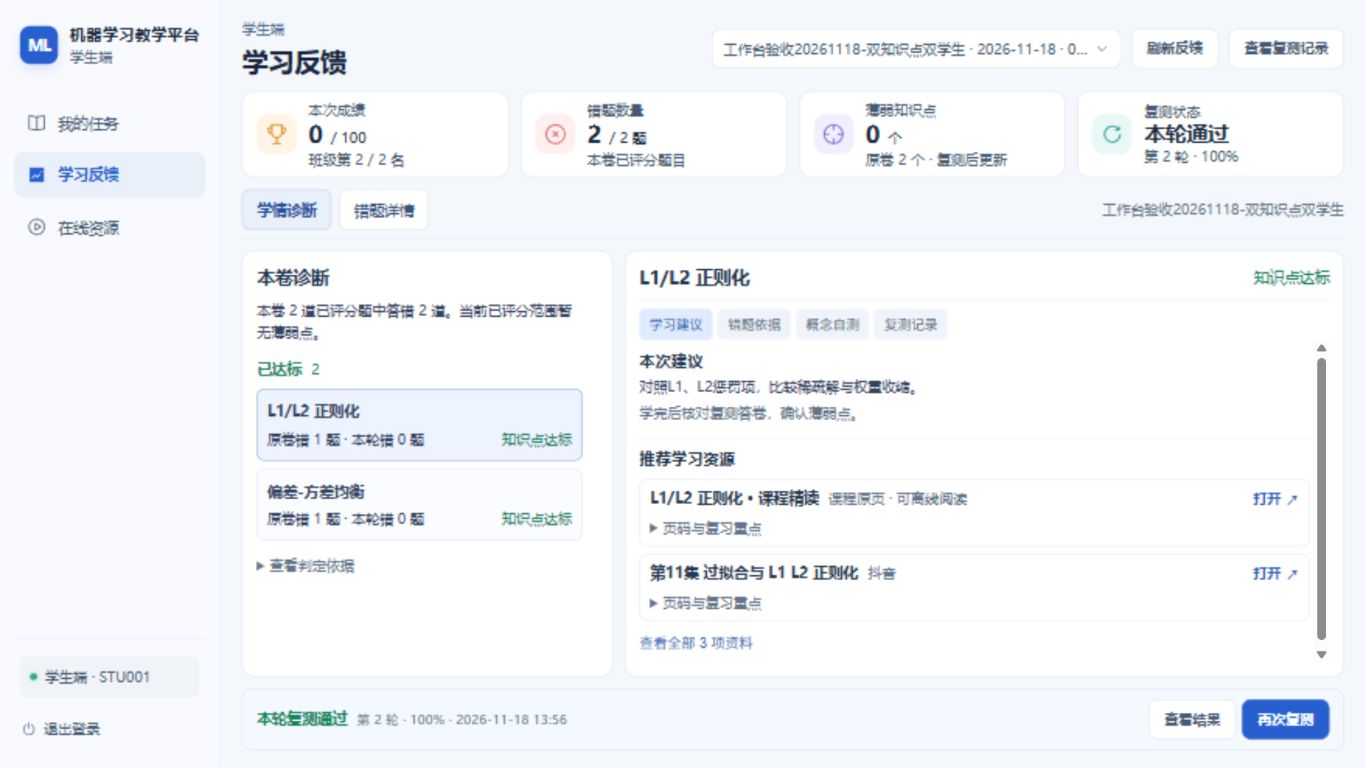 ML
机器学习教学平台
学生端
我的任务
学习反馈
在线资源
学生端 · STU001
退出登录
学生端
学习反馈
工作台验收20261118-双知识点双学生 · 2026-11-18 · 0...
刷新反馈
查看复测记录
本次成绩
0 / 100
班级第 2 / 2 名
错题数量
2 / 2 题
本卷已评分题目
薄弱知识点
0 个
原卷 2 个 · 复测后更新
复测状态
本轮通过
第 2 轮 · 100%
学情诊断
错题详情
工作台验收20261118-双知识点双学生
本卷诊断
本卷 2 道已评分题中答错 2 道。当前已评分范围暂
无薄弱点。
已达标 2
L1/L2 正则化
原卷错 1 题 · 本轮错 0 题 知识点达标
偏差-方差均衡
原卷错 1 题 · 本轮错 0 题 知识点达标
查看判定依据
L1/L2 正则化 知识点达标
学习建议 错题依据 概念自测 复测记录
本次建议
对照L1、L2惩罚项，比较稀疏解与权重收缩。
学完后核对复测答卷，确认薄弱点。
推荐学习资源
L1/L2 正则化 • 课程精读 课程原页 · 可离线阅读 打开 ↗
页码与复习重点
第11集 过拟合与 L1 L2 正则化 抖音 打开 ↗
页码与复习重点
查看全部 3 项资料
本轮复测通过 第 2 轮 · 100% · 2026-11-18 13:56
查看结果
再次复测